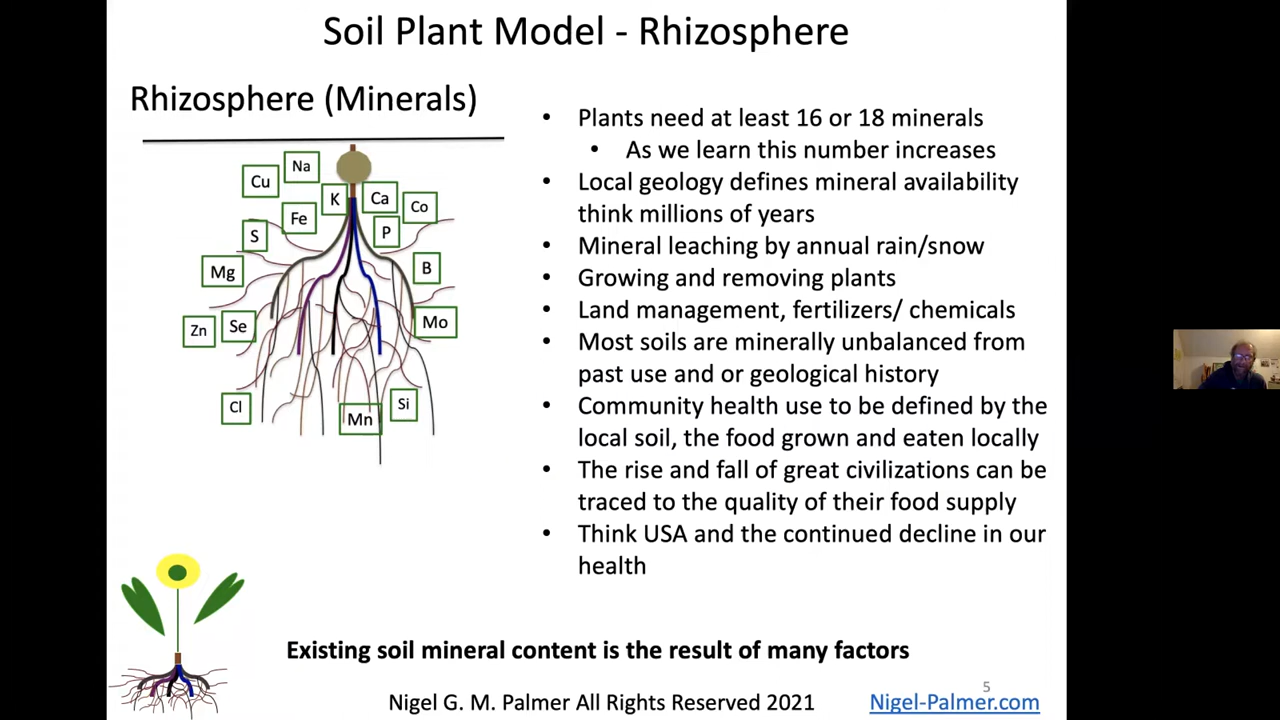 Soil Plant Model - Rhizosphere
Rhizosphere (Minerals)
Na
Cu
K
Ca
Co
Fe
P
S
B
Mg
Zn
Se
Mo
Cl
Si
Mn
• Plants need at least 16 or 18 minerals
• As we learn this number increases
• Local geology defines mineral availability
think millions of years
• Mineral leaching by annual rain/snow
• Growing and removing plants
• Land management, fertilizers/ chemicals
• Most soils are minerally unbalanced from
past use and or geological history
• Community health use to be defined by the
local soil, the food grown and eaten locally
• The rise and fall of great civilizations can be
traced to the quality of their food supply
• Think USA and the continued decline in our
health
Existing soil mineral content is the result of many factors
5
Nigel G. M. Palmer All Rights Reserved 2021
Nigel-Palmer.com